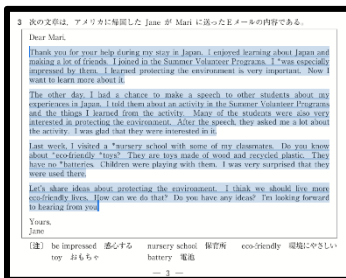 3 次の文章は，アメリカに帰国した Jane が Mari に送ったEメールの内容である。
Dear Mari,
Thank you for your help during my stay in Japan. I enjoyed learning about Japan and
making a lot of friends. I joined in the Summer Volunteer Programs. I *was especially
impressed by them. I learned protecting the environment is very important. Now I
want to learn more about it.
The other day, I had a chance to make a speech to other students about my
experiences in Japan. I told them about an activity in the Summer Volunteer Programs
and the things I learned from the activity. Many of the students were also very
interested in protecting the environment. After the speech, they asked me a lot about
the activity. I was glad that they were interested in it.
Last week, I visited a *nursery school with some of my classmates. Do you know
about *eco-friendly *toys? They are toys made of wood and recycled plastic. They
have no *batteries. Children were playing with them. I was very surprised that they
were used there.
Let's share ideas about protecting the environment. I think we should live more
eco-friendly lives. How can we do that? Do you have any ideas? I'm looking forward
to hearing from you.
Yours,
Jane
〔注〕 be impressed 感心する nursery school 保育所 eco-friendly 環境にやさしい
toy おもちゃ battery 電池
— 3 —